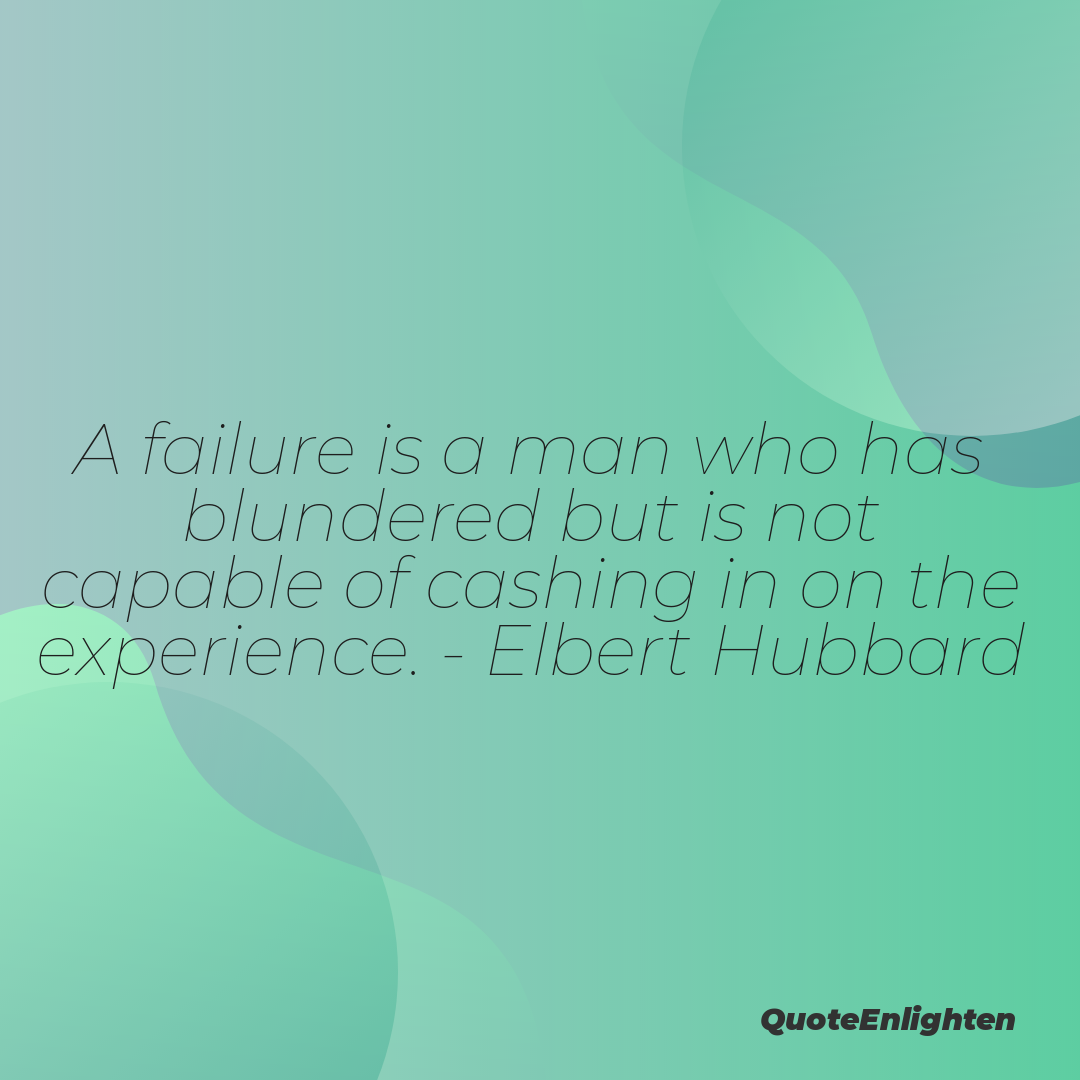 A failure is a man who has
blundered but is not
capable of cashing in on the
experience. - Elbert Hubbard
QuoteEnlighten